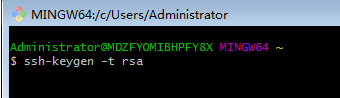 MINGW64:/c/Users/Administrator
Administrator@MDZFYOMIBHPFY8X MINGW64 ~
$ ssh-keygen -t rsa